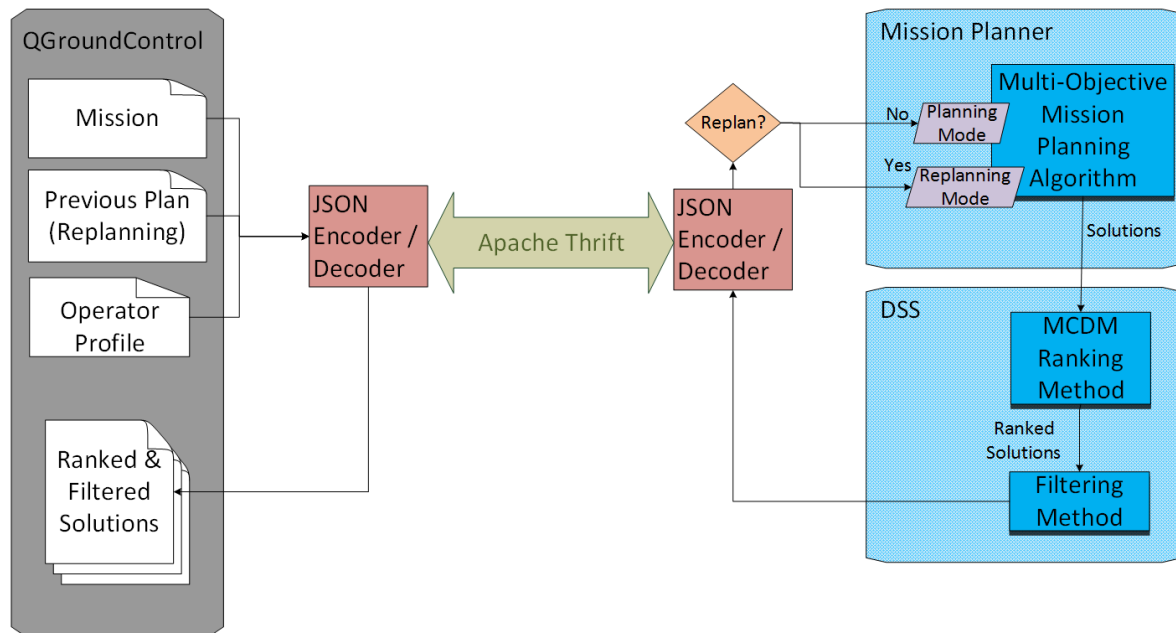 QGroundControl
Mission
Previous Plan
(Replanning)
Operator
Profile
Ranked &
Filtered
Solutions
JSON
Encoder /
Decoder
Apache Thrift
JSON
Encoder /
Decoder
Replan?
No
Yes
Mission Planner
Planning
Mode
Replanning
Mode
Multi-Objective
Mission
Planning
Algorithm
Solutions
DSS
MCDM
Ranking
Method
Ranked
Solutions
Filtering
Method